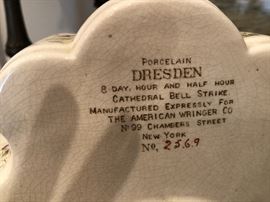 PORCELAIN
DRESDEN
8 DAY, HOUR AND HALF HOUR
CATHEDRAL BELL STRIKE.
MANUFACTURED EXPRESSLY FOR
THE AMERICAN WRINGER CO
No 99 CHAMBERS STREET
NEW YORK
No. 2569